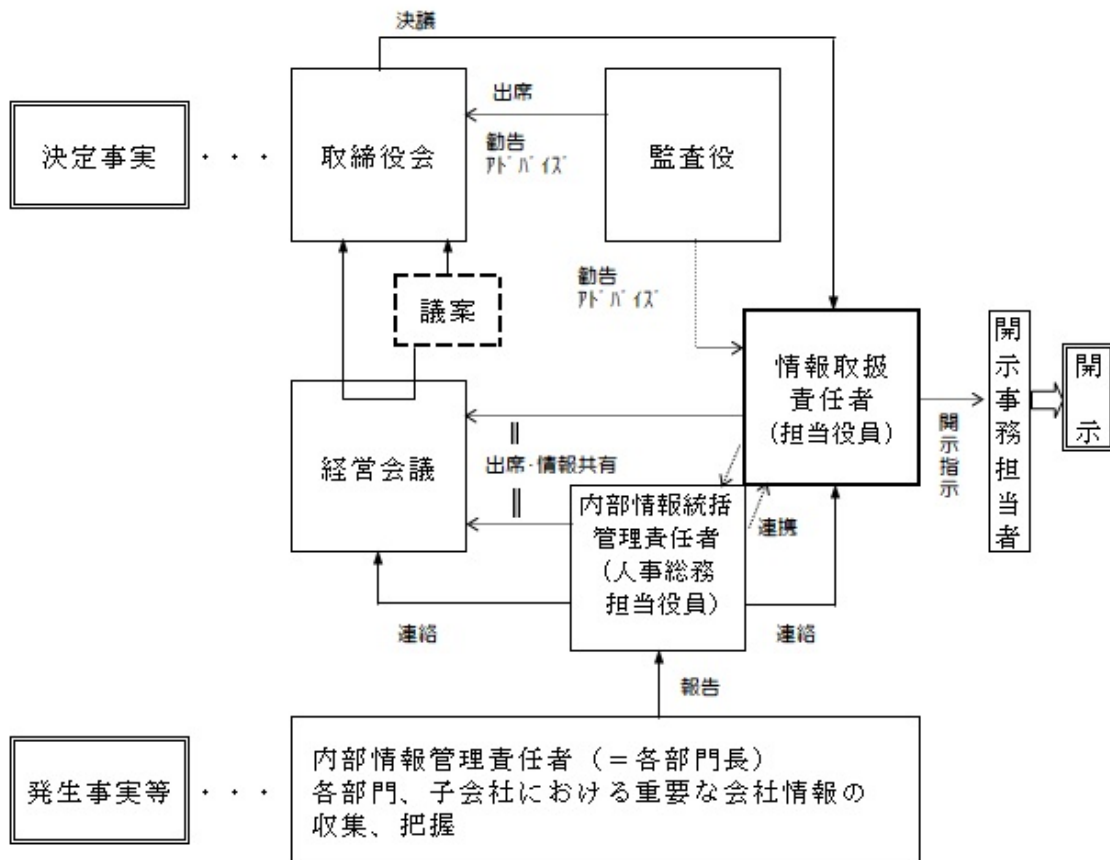 決議
決定事実
・・・
取締役会
出席
勧告
ｱﾄﾞﾊﾞｲｽﾞ
監査役
議案
勧告
ｱﾄﾞﾊﾞｲｽﾞ
情報取扱
責任者
(担当役員)
開示指示
開示事務担当者
開示
経営会議
出席・情報共有
内部情報統括
管理責任者
(人事総務
担当役員)
連携
連絡
連絡
報告
発生事実等
・・・
内部情報管理責任者（＝各部門長）
各部門、子会社における重要な会社情報の
収集、把握